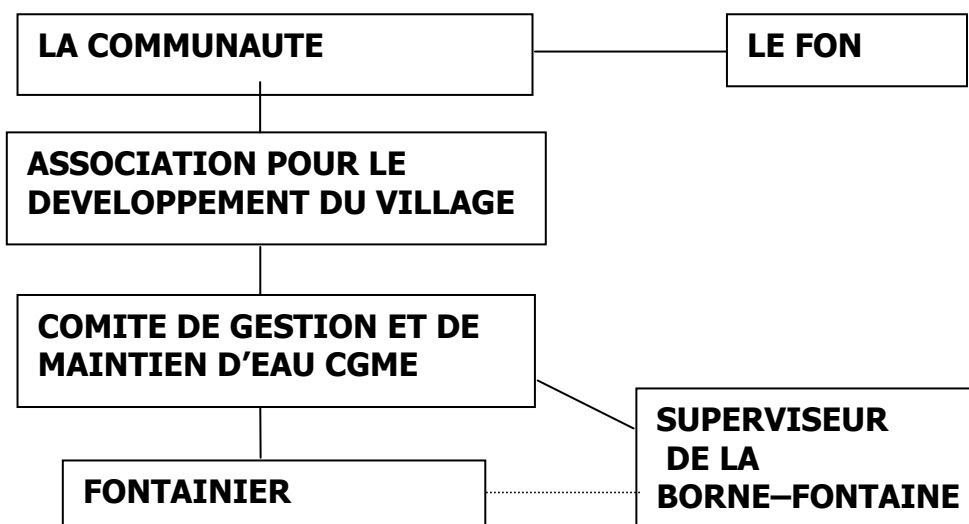 LA COMMUNAUTE
LE FON
ASSOCIATION POUR LE
DEVELOPPEMENT DU VILLAGE
COMITE DE GESTION ET DE
MAINTIEN D’EAU CGME
SUPERVISEUR
DE LA
BORNE–FONTAINE
FONTAINIER